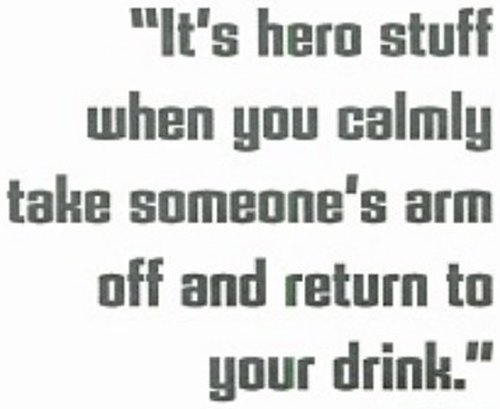 "It's hero stuff
when you calmly
take someone's arm
off and return to
your drink."